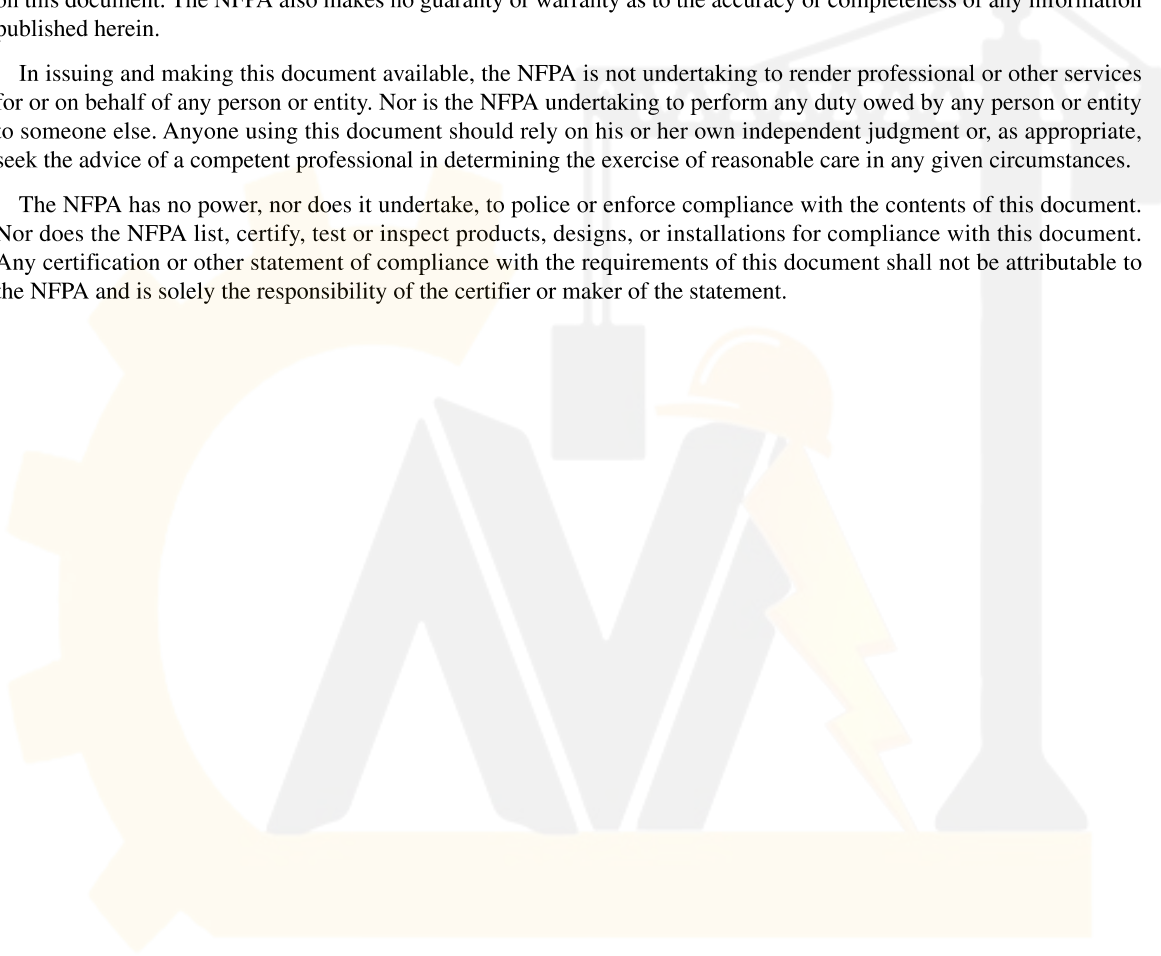 on this document. The NFPA also makes no guaranty or warranty as to the accuracy or completeness of any information
published herein.
In issuing and making this document available, the NFPA is not undertaking to render professional or other services
for or on behalf of any person or entity. Nor is the NFPA undertaking to perform any duty owed by any person or entity
to someone else. Anyone using this document should rely on his or her own independent judgment or, as appropriate,
seek the advice of a competent professional in determining the exercise of reasonable care in any given circumstances.
The NFPA has no power, nor does it undertake, to police or enforce compliance with the contents of this document.
Nor does the NFPA list, certify, test or inspect products, designs, or installations for compliance with this document.
Any certification or other statement of compliance with the requirements of this document shall not be attributable to
the NFPA and is solely the responsibility of the certifier or maker of the statement.